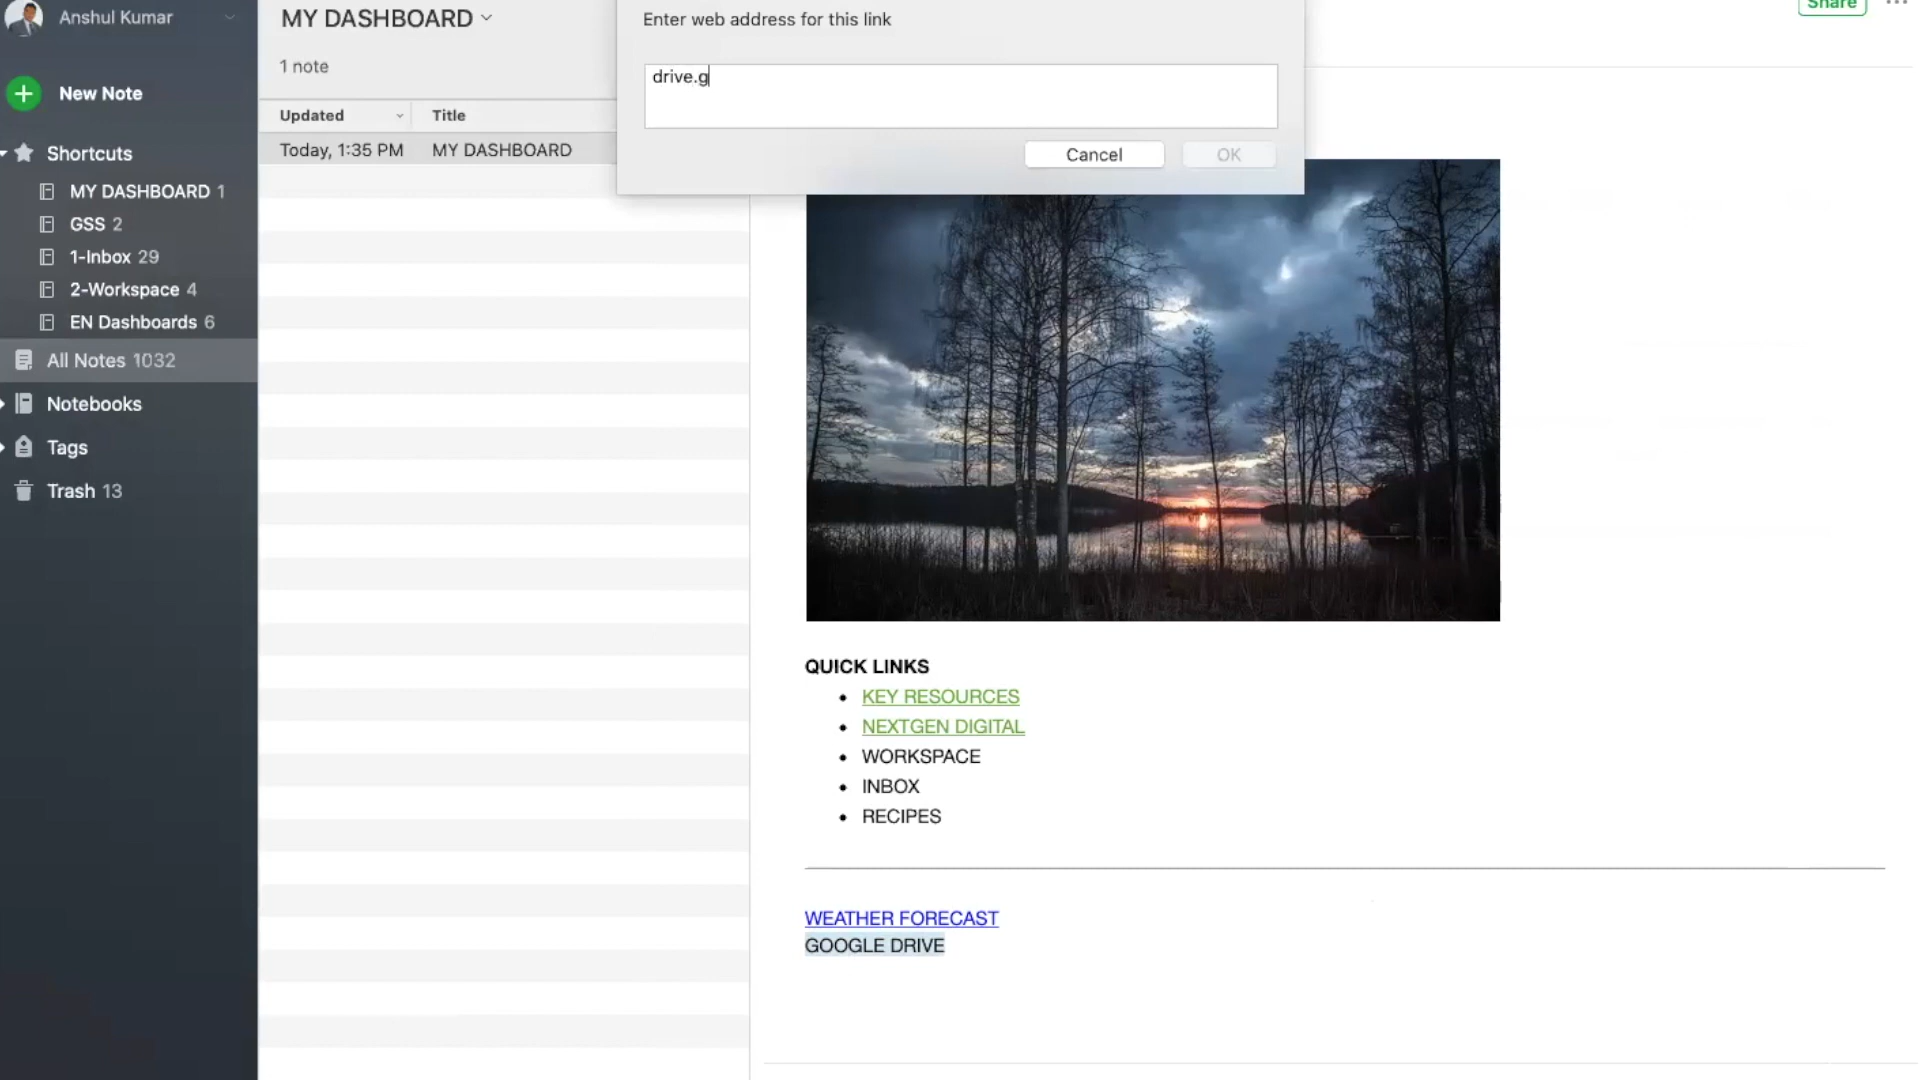 Anshul Kumar
New Note
Shortcuts
MY DASHBOARD 1
GSS 2
1-Inbox 29
2-Workspace 4
EN Dashboards 6
All Notes 1032
Notebooks
Tags
Trash 13
MY DASHBOARD
1 note
Updated Title
Today, 1:35 PM MY DASHBOARD
Enter web address for this link
drive.g
Cancel OK
Share
QUICK LINKS
• KEY RESOURCES
• NEXTGEN DIGITAL
• WORKSPACE
• INBOX
• RECIPES
WEATHER FORECAST
GOOGLE DRIVE